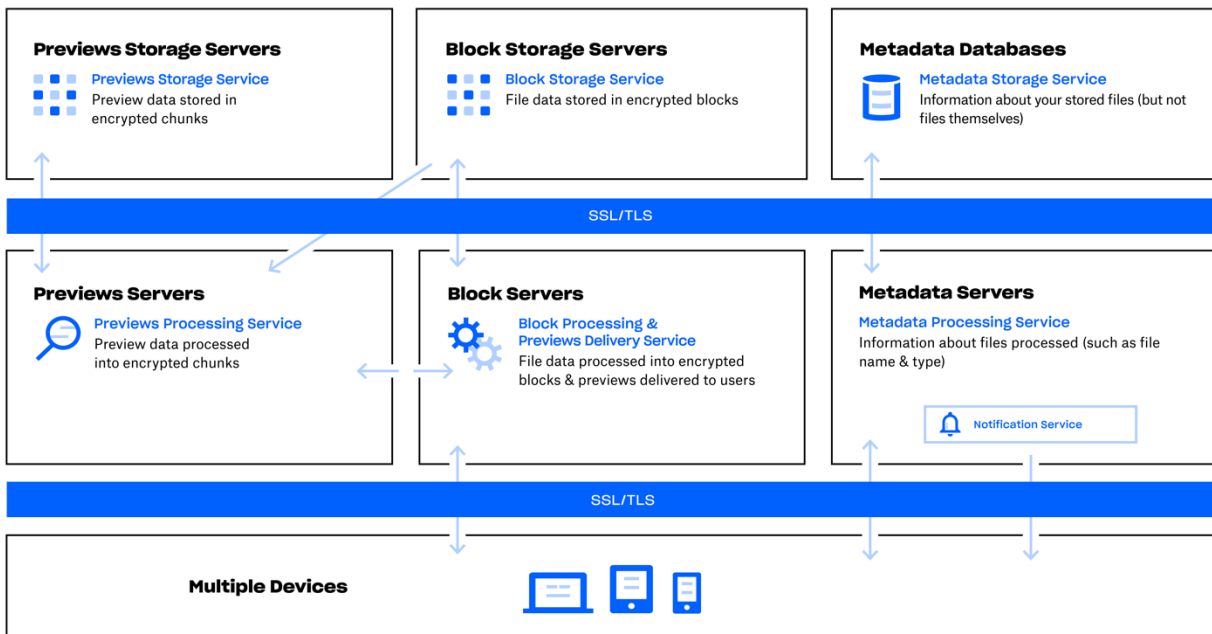 Previews Storage Servers
Previews Storage Service
Preview data stored in
encrypted chunks
Block Storage Servers
Block Storage Service
File data stored in encrypted blocks
Metadata Databases
Metadata Storage Service
Information about your stored files (but not
files themselves)
SSL/TLS
Previews Servers
Previews Processing Service
Preview data processed
into encrypted chunks
Block Servers
Block Processing &
Previews Delivery Service
File data processed into encrypted
blocks & previews delivered to users
Metadata Servers
Metadata Processing Service
Information about files processed (such as file
name & type)
Notification Service
SSL/TLS
Multiple Devices